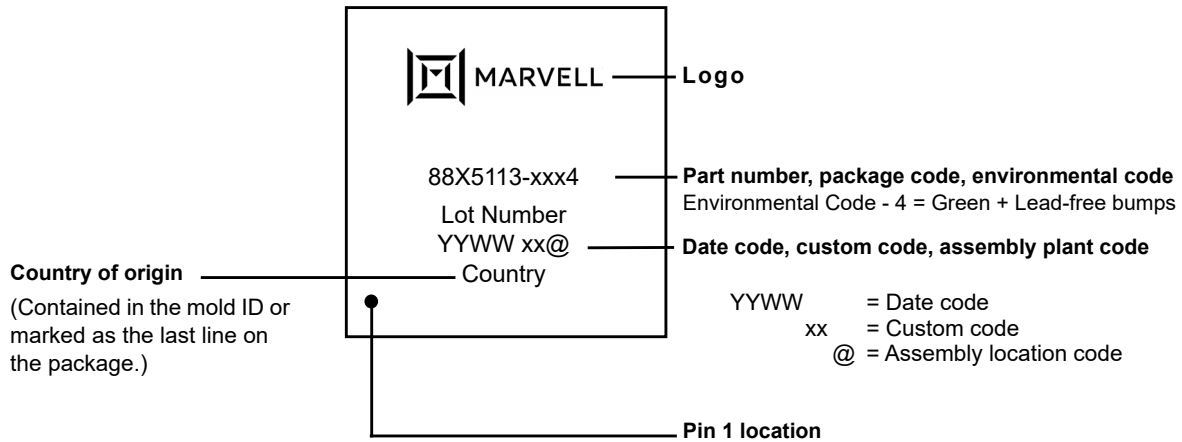 MARVELL
Logo
88X5113-xxx4
Part number, package code, environmental code
Environmental Code - 4 = Green + Lead-free bumps
Lot Number
YYWW xx@
Date code, custom code, assembly plant code
Country of origin
Country
(Contained in the mold ID or
marked as the last line on
the package.)
YYWW = Date code
xx = Custom code
@ = Assembly location code
Pin 1 location